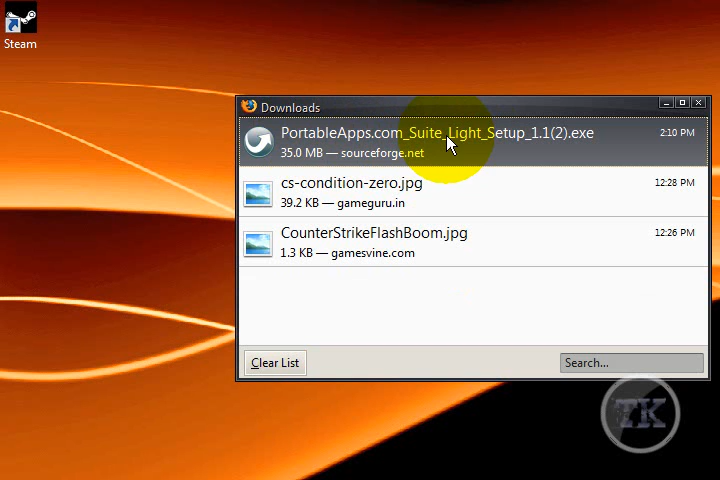 Steam
Downloads
PortableApps.com_Suite_Light_Setup_1.1(2).exe 2:10 PM
35.0 MB — sourceforge.net
cs-condition-zero.jpg 12:28 PM
39.2 KB — gameguru.in
CounterStrikeFlashBoom.jpg 12:26 PM
1.3 KB — gamesvine.com
Clear List Search...
TK